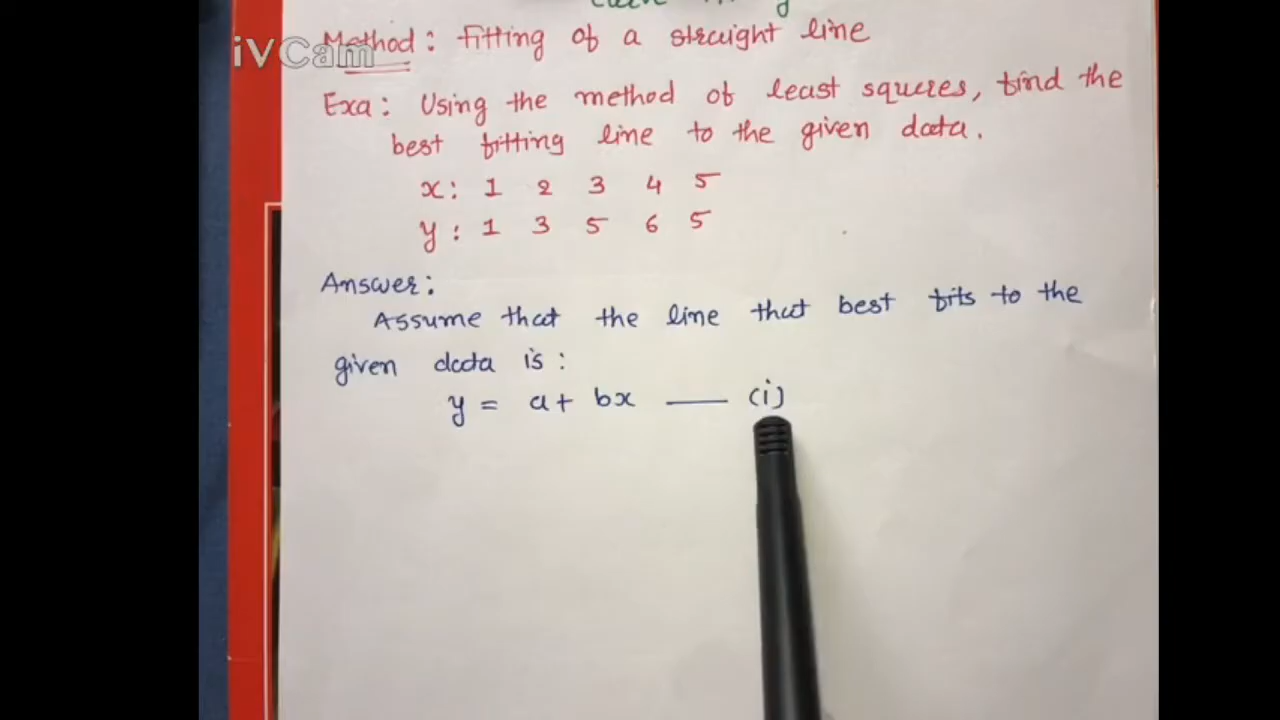 iVCam
Method: Fitting of a straight line
Exa: Using the method of least squres, find the
best fitting line to the given data.
x: 1 2 3 4 5
y: 1 3 5 6 5
Answer:
Assume that the line that best fits to the
given data is:
y = a + bx —— (i)